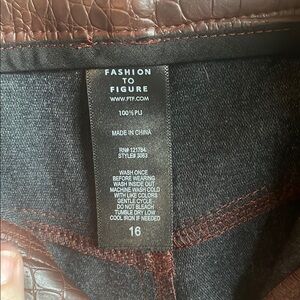 FASHION
TO
FIGURE
WWW.FTF.COM
100% PU
MADE IN CHINA
RN# 121784
STYLE# 3063
WASH ONCE
BEFORE WEARING
WASH INSIDE OUT
MACHINE WASH COLD
WITH LIKE COLORS
GENTLE CYCLE
DO NOT BLEACH
TUMBLE DRY LOW
COOL IRON IF NEEDED
16